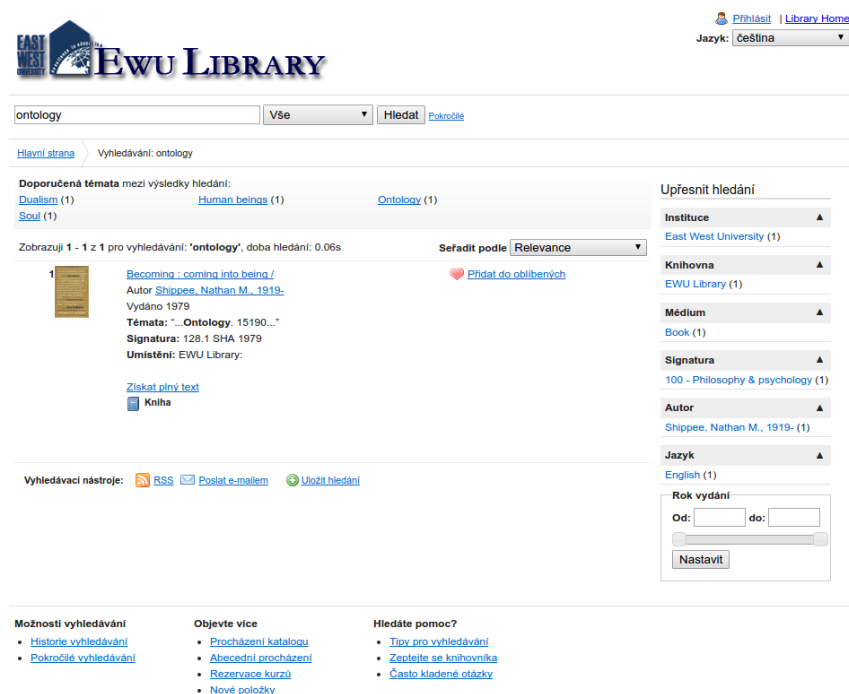 Přihlásit | Library Home
Jazyk: čeština
EAST
WEST
UNIVERSITY
EWU LIBRARY
ontology Vše Hledat Pokročilé
Hlavní strana Vyhledávání: ontology
Doporučená témata mezi výsledky hledání:
Dualism (1) Human beings (1) Ontology (1)
Soul (1)
Zobrazuji 1 - 1 z 1 pro vyhledávání: 'ontology', doba hledání: 0.06s Seřadit podle Relevance
1 Becoming : coming into being / Přidat do oblíbených
Autor Shippee, Nathan M., 1919-
Vydáno 1979
Témata: “...Ontology. 15190...”
Signatura: 128.1 SHA 1979
Umístění: EWU Library:
Získat plný text
Kniha
Vyhledávací nástroje: RSS Poslat e-mailem Uložit hledání
Upřesnit hledání
Instituce
East West University (1)
Knihovna
EWU Library (1)
Médium
Book (1)
Signatura
100 - Philosophy & psychology (1)
Autor
Shippee, Nathan M., 1919- (1)
Jazyk
English (1)
Rok vydání
Od: do:
Nastavit
Možnosti vyhledávání
Historie vyhledávání
Pokročilé vyhledávání
Objevte více
Procházení katalogu
Abecední procházení
Rezervace kurzů
Nové položky
Hledáte pomoc?
Tipy pro vyhledávání
Zeptejte se knihovníka
Často kladené otázky